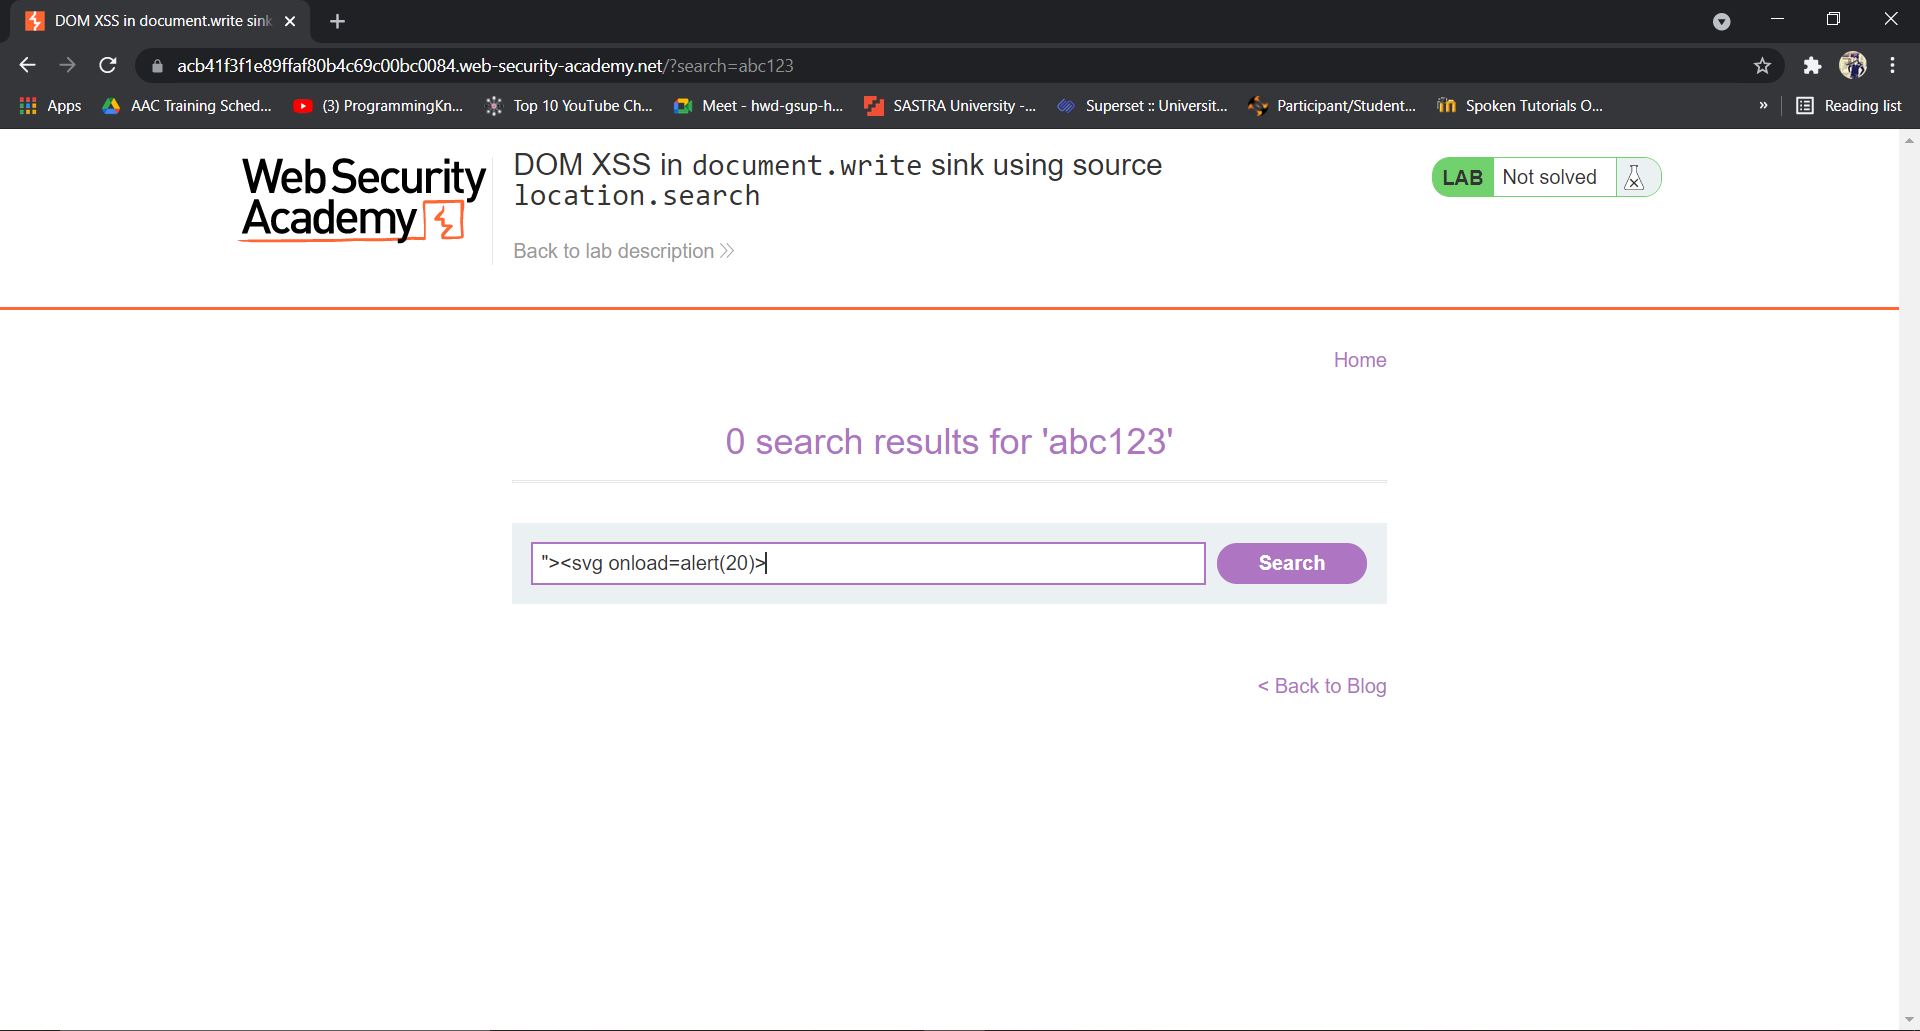 DOM XSS in document.write sink
acb41f3f1e89ffaf80b4c69c00bc0084.web-security-academy.net/?search=abc123
Apps AAC Training Sched... (3) ProgrammingKn... Top 10 YouTube Ch... Meet - hwd-gsup-h... SASTRA University -... Superset :: Universit... Participant/Student... Spoken Tutorials O... » Reading list
Web Security
Academy
DOM XSS in document.write sink using source
location.search
Back to lab description
LAB Not solved
Home
0 search results for 'abc123'
"><svg onload=alert(20)>
Search
< Back to Blog